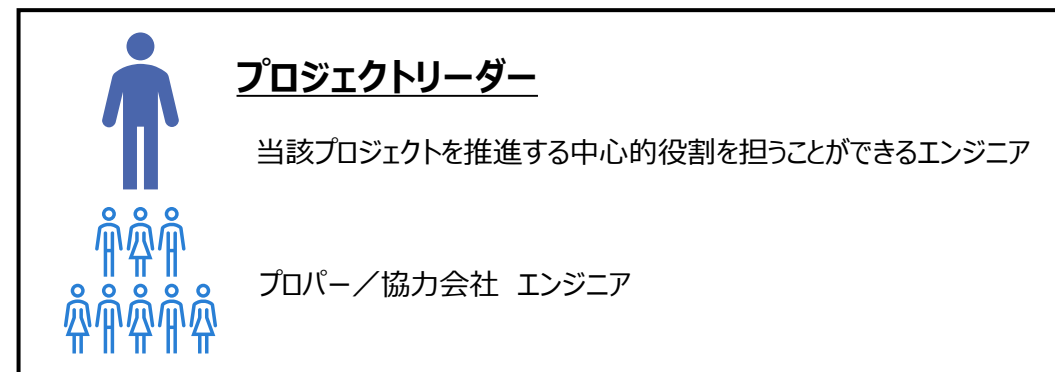 プロジェクトリーダー
当該プロジェクトを推進する中心的役割を担うことができるエンジニア
プロパー／協力会社　エンジニア